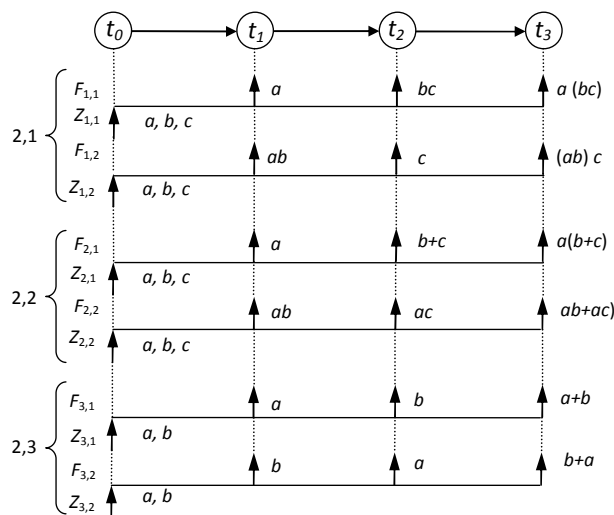 t0 t1 t2 t3
F1,1 a bc a (bc)
Z1,1 a, b, c
2,1
F1,2 ab c (ab) c
Z1,2 a, b, c
F2,1 a b+c a(b+c)
Z2,1 a, b, c
2,2
F2,2 ab ac ab+ac)
Z2,2 a, b, c
F3,1 a b a+b
Z3,1 a, b
2,3
F3,2 b a b+a
Z3,2 a, b